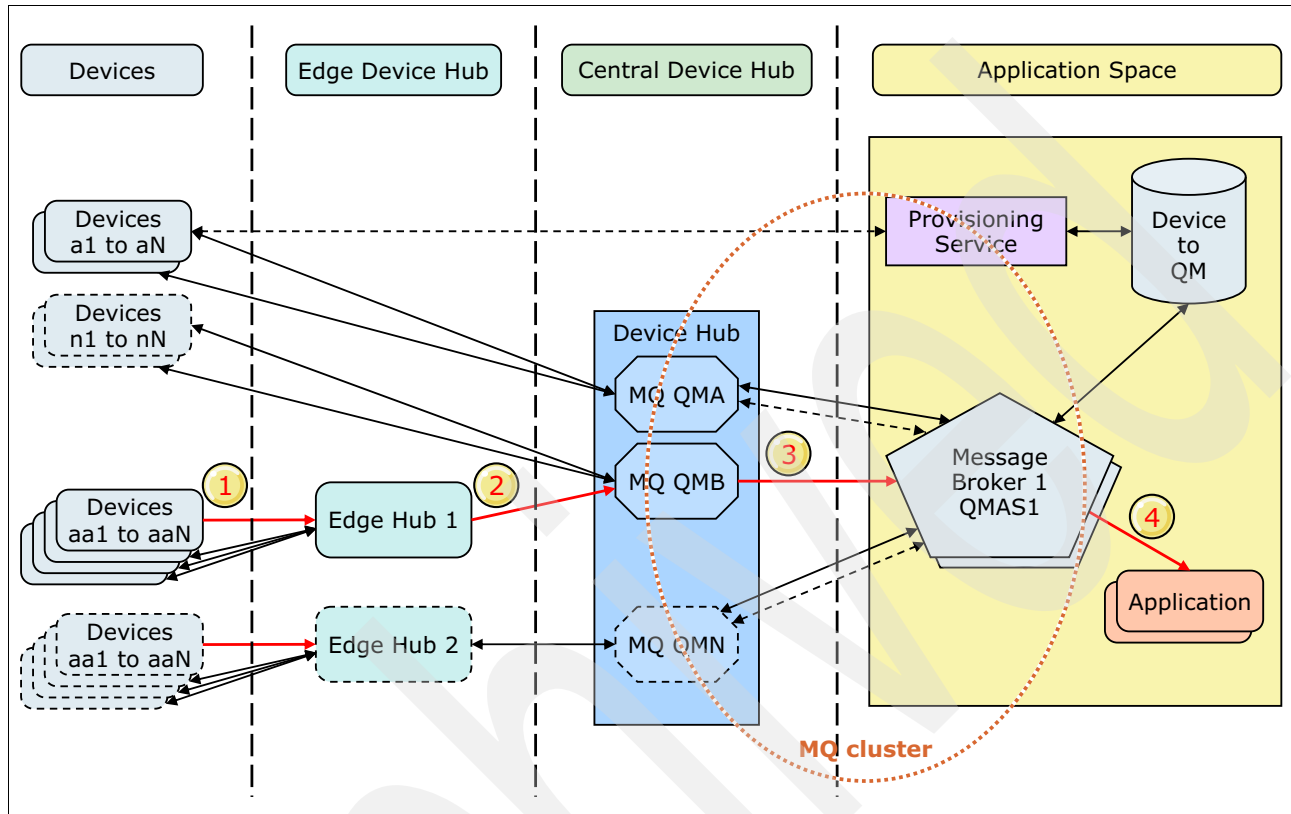 Devices
Edge Device Hub
Central Device Hub
Application Space
Devices
a1 to aN
Provisioning
Service
Device
to
QM
Devices
n1 to nN
Device Hub
MQ QMA
MQ QMB
3
Message
Broker 1
QMAS1
1
2
Devices
aa1 to aaN
Edge Hub 1
4
Application
Devices
aa1 to aaN
Edge Hub 2
MQ QMN
MQ cluster